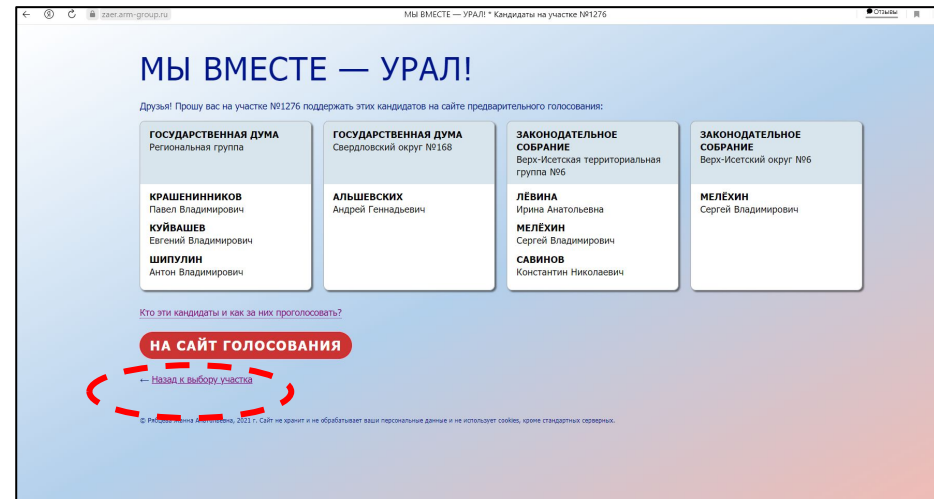 zaer.arm-group.ru
МЫ ВМЕСТЕ — УРАЛ! * Кандидаты на участке №1276
Отзывы
МЫ ВМЕСТЕ — УРАЛ!
Друзья! Прошу вас на участке №1276 поддержать этих кандидатов на сайте предварительного голосования:
ГОСУДАРСТВЕННАЯ ДУМА
Региональная группа
КРАШЕНИННИКОВ
Павел Владимирович
КУЙВАШЕВ
Евгений Владимирович
ШИПУЛИН
Антон Владимирович
ГОСУДАРСТВЕННАЯ ДУМА
Свердловский округ №168
АЛЬШЕВСКИХ
Андрей Геннадьевич
ЗАКОНОДАТЕЛЬНОЕ
СОБРАНИЕ
Верх-Исетская территориальная
группа №6
ЛЁВИНА
Ирина Анатольевна
МЕЛЁХИН
Сергей Владимирович
САВИНОВ
Константин Николаевич
ЗАКОНОДАТЕЛЬНОЕ
СОБРАНИЕ
Верх-Исетский округ №6
МЕЛЁХИН
Сергей Владимирович
Кто эти кандидаты и как за них проголосовать?
НА САЙТ ГОЛОСОВАНИЯ
← Назад к выбору участка
© 2021 г. Сайт не хранит и не обрабатывает ваши персональные данные и не использует cookies, кроме стандартных серверных.